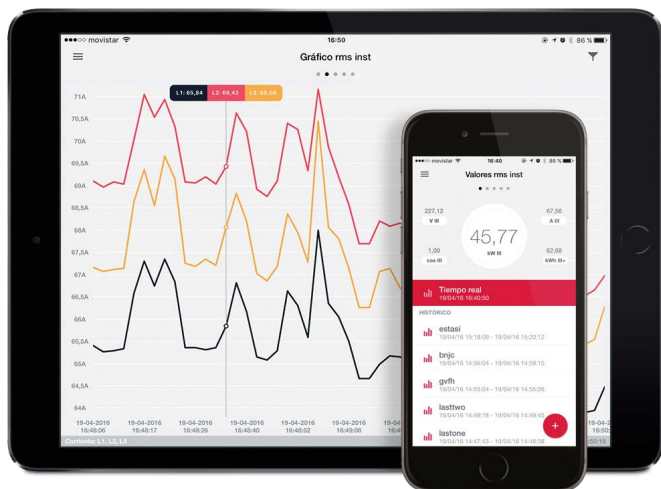 movistar
16:50
86 %
Gráfico rms inst
L1: 65,84
L2: 69,42
L3: 68,06
71A
70,5A
70A
69,5A
69A
68,5A
68A
67,5A
67A
66,5A
66A
65,5A
65A
64,5A
64A
19-04-2016
16:48:06
19-04-2016
16:48:17
19-04-2016
16:48:26
19-04-2016
16:48:40
19-04-2016
16:48:52
19-04-2016
16:49:08
Corriente: L1, L2, L3
movistar
16:40
86 %
Valores rms inst
227,12
V III
67,56
A III
45,77
kW III
1,00
cos III
62,68
kWh III+
Tiempo real
19/04/16 16:40:50
HISTÓRICO
estasi
19/04/16 15:18:09 - 19/04/16 15:20:12
bnjc
19/04/16 14:56:04 - 19/04/16 14:59:15
gvfh
19/04/16 14:55:04 - 19/04/16 14:55:26
lasttwo
19/04/16 14:48:18 - 19/04/16 14:49:45
lastone
19/04/16 14:47:43 - 19/04/16 14:48:38
+